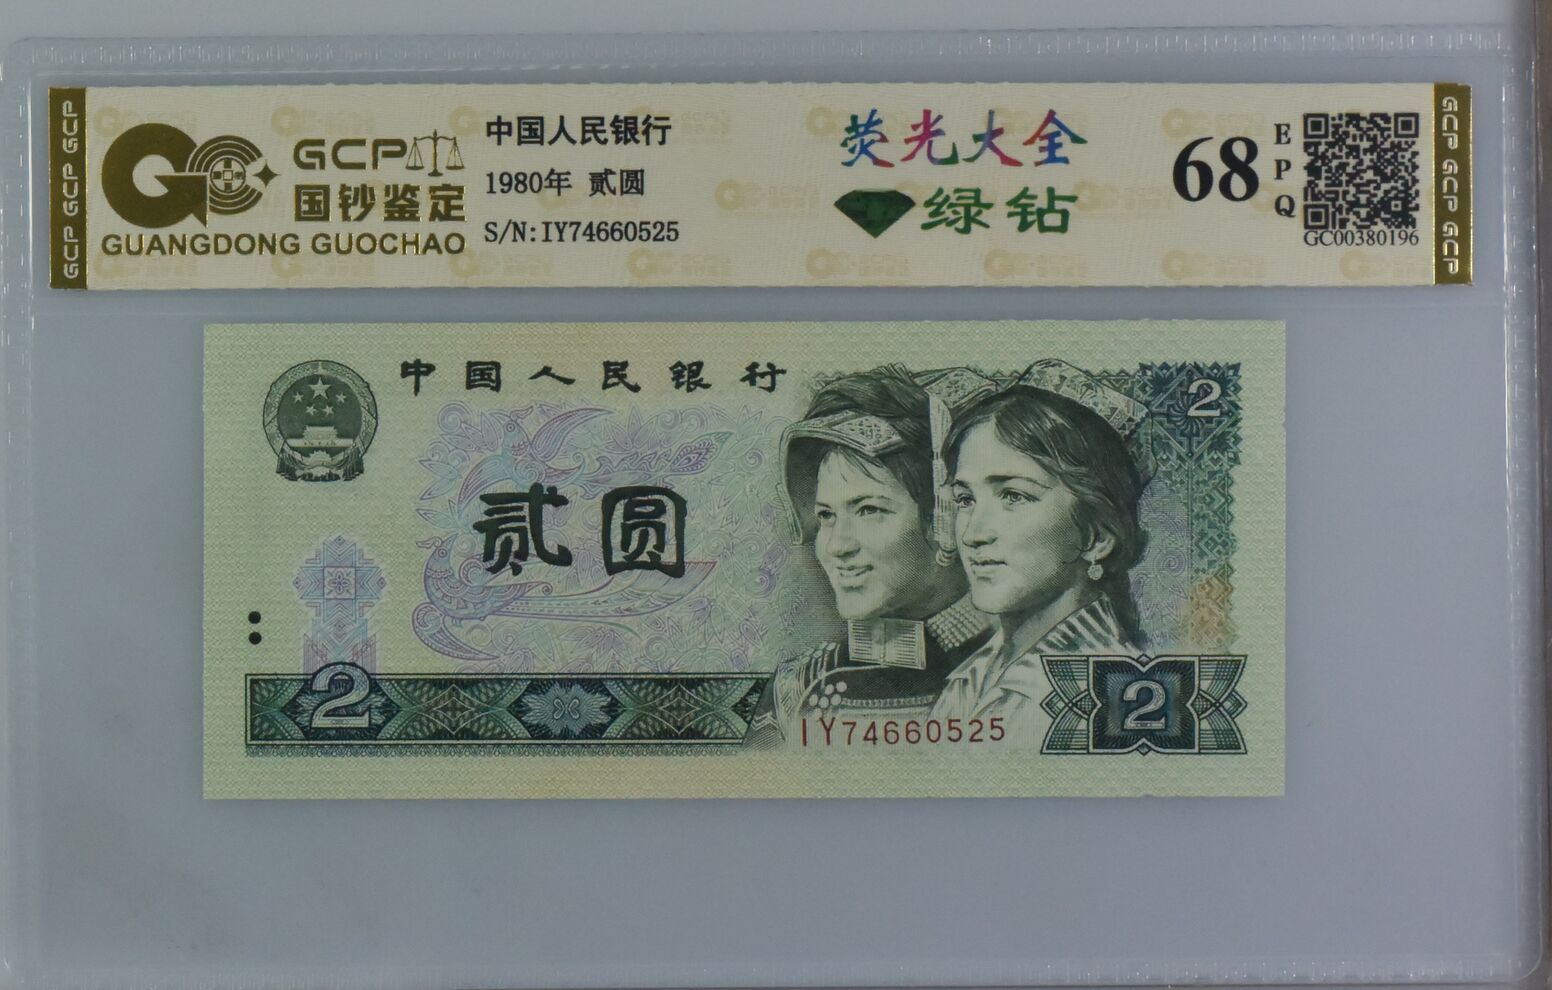 GCP GCP GCP
GCP
国钞鉴定
GUANGDONG GUOCHAO
中国人民银行
1980年 贰圆
S/N:IY74660525
荧光大全
绿钻
68
EPQ
GC00380196
GCP GCP GCP
中国人民银行
2
贰圆
2
IY74660525
2